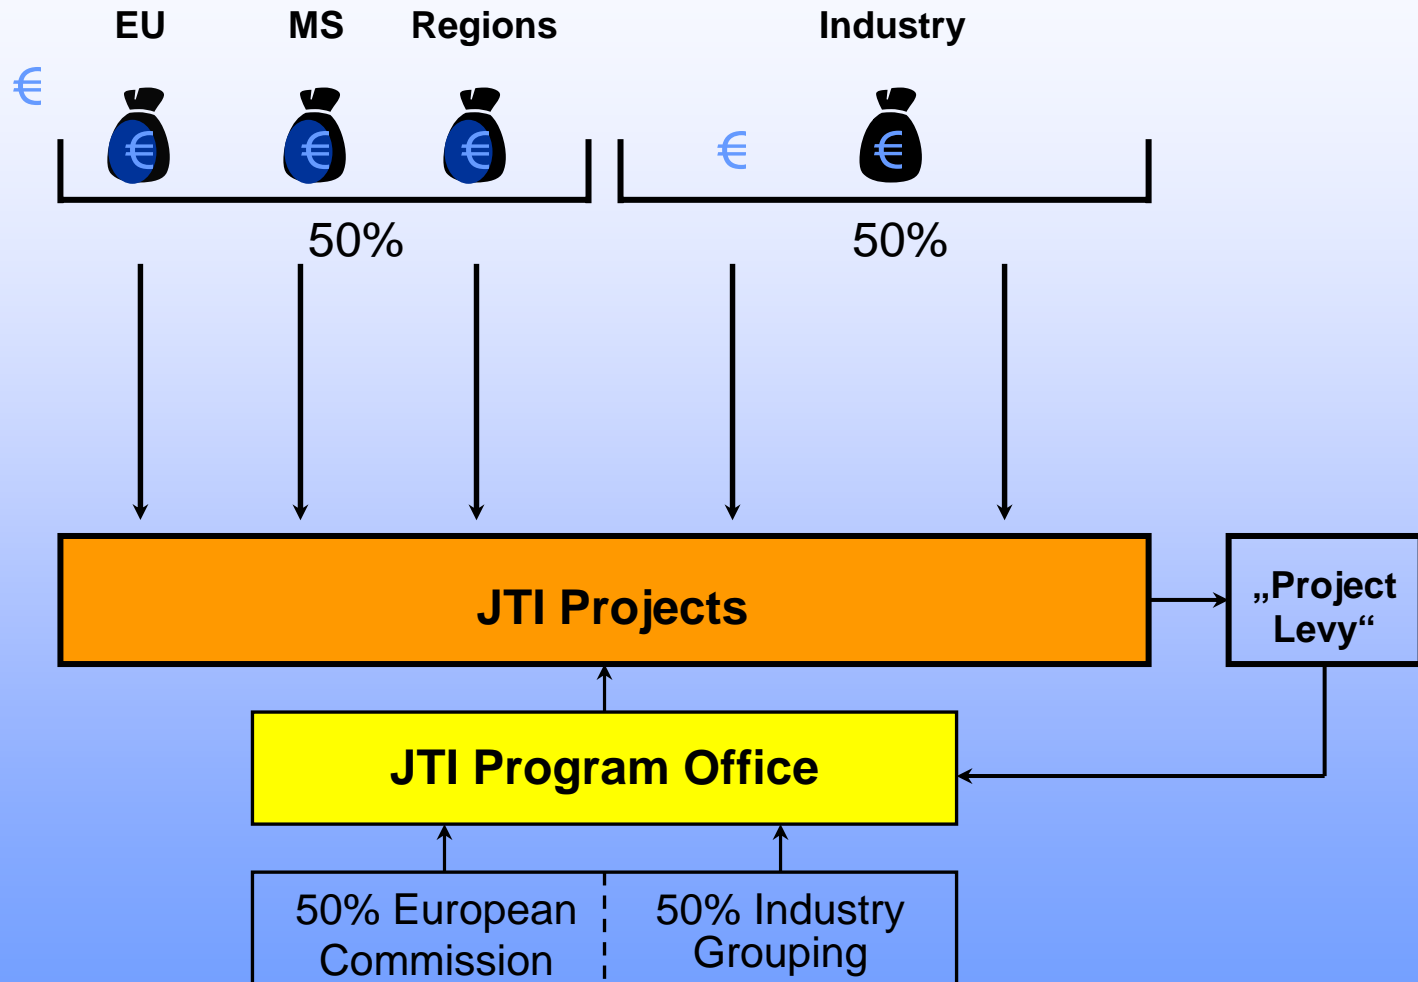 EU MS Regions Industry
€
€ € € € €
50% 50%
JTI Projects
„Project
Levy“
JTI Program Office
50% European
Commission
50% Industry
Grouping